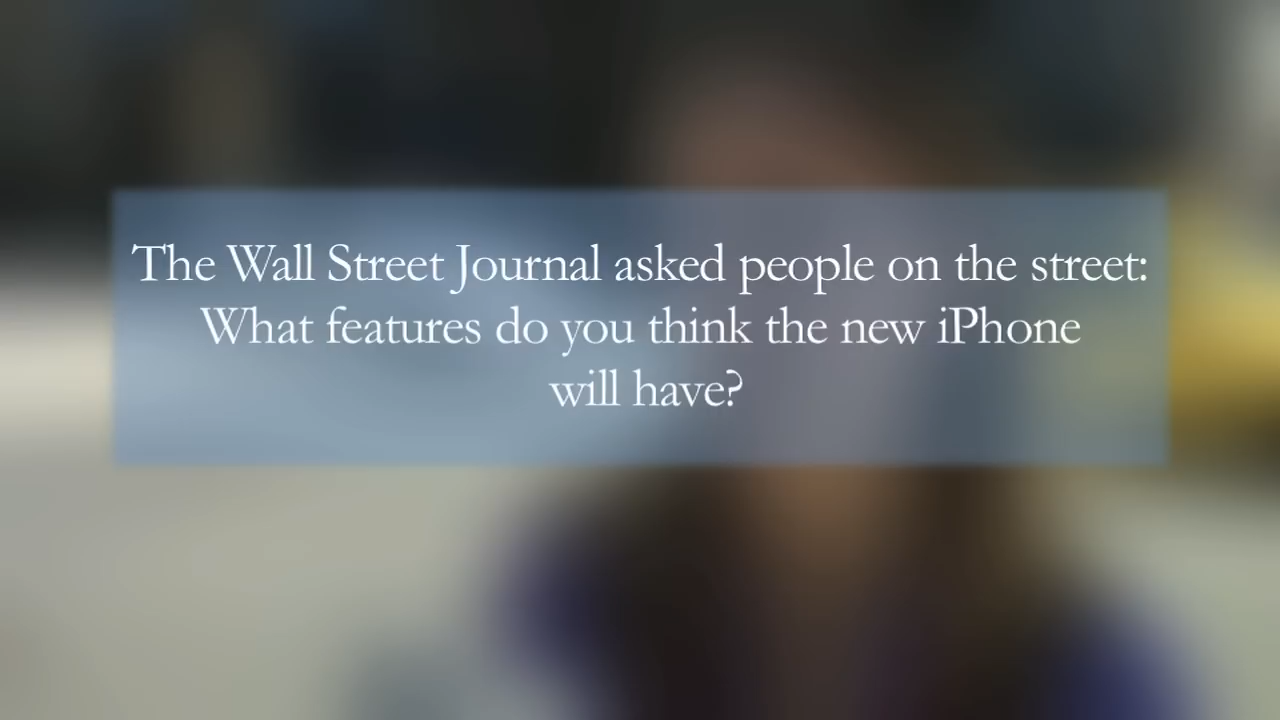 The Wall Street Journal asked people on the street:
What features do you think the new iPhone
will have?